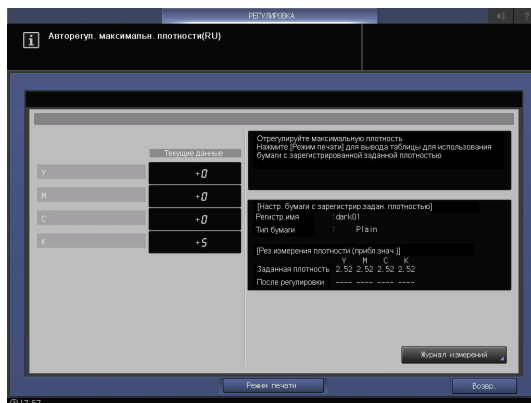 РЕГУЛИРОВКА
Авторегул. максимальн. плотности(RU)
Текущие данные
Y +0
M +0
C +0
K +5
Отрегулируйте максимальную плотность
Нажмите [Режим печати] для вывода таблицы для использования
бумаги с зарегистрированной заданной плотностью
[Настр. бумаги с зарегистрир.задан. плотностью]
Регистр.имя :dark01
Тип бумаги : Plain
[Рез.измерения плотности (прибл.знач.)]
Y M C K
Заданная плотность 2.52 2.52 2.52 2.52
После регулировки ---- ---- ---- ----
Журнал измерений
Режим печати
Возвр.
17:57